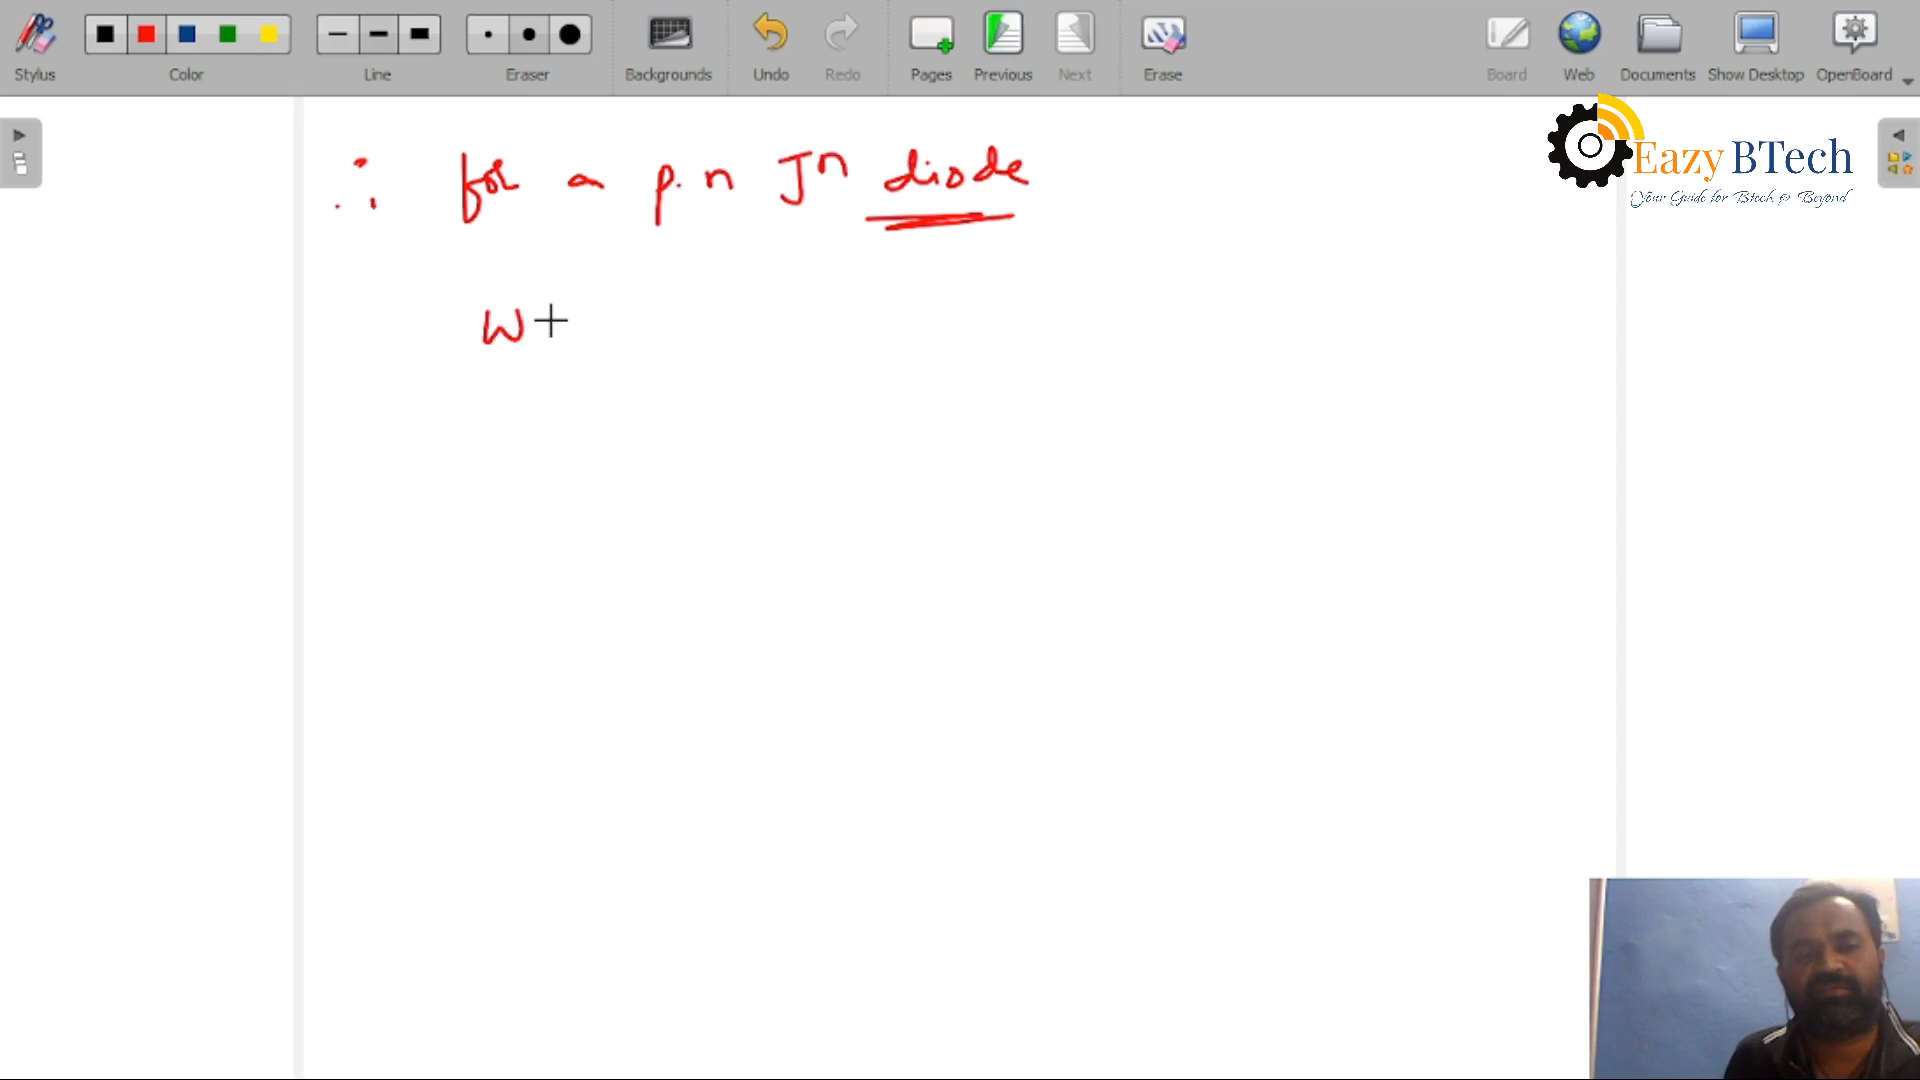 Stylus Color Line Eraser Backgrounds Undo Redo Pages Previous Next Erase Board Web Documents Show Desktop OpenBoard
Eazy BTech
Your Guide for Btech & Beyond
∴ for a p.n Jⁿ diode
W